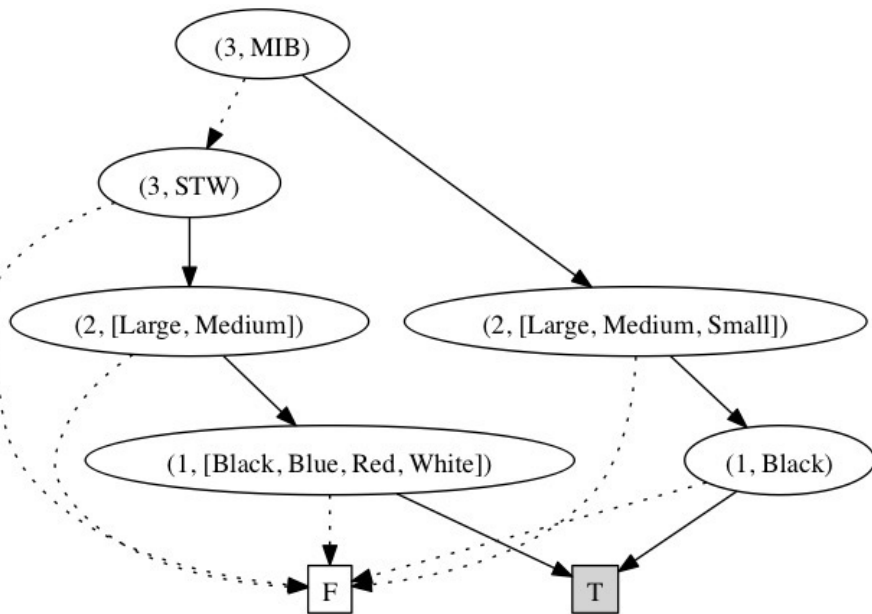 (3, MIB)
(3, STW)
(2, [Large, Medium])
(2, [Large, Medium, Small])
(1, [Black, Blue, Red, White])
(1, Black)
F
T